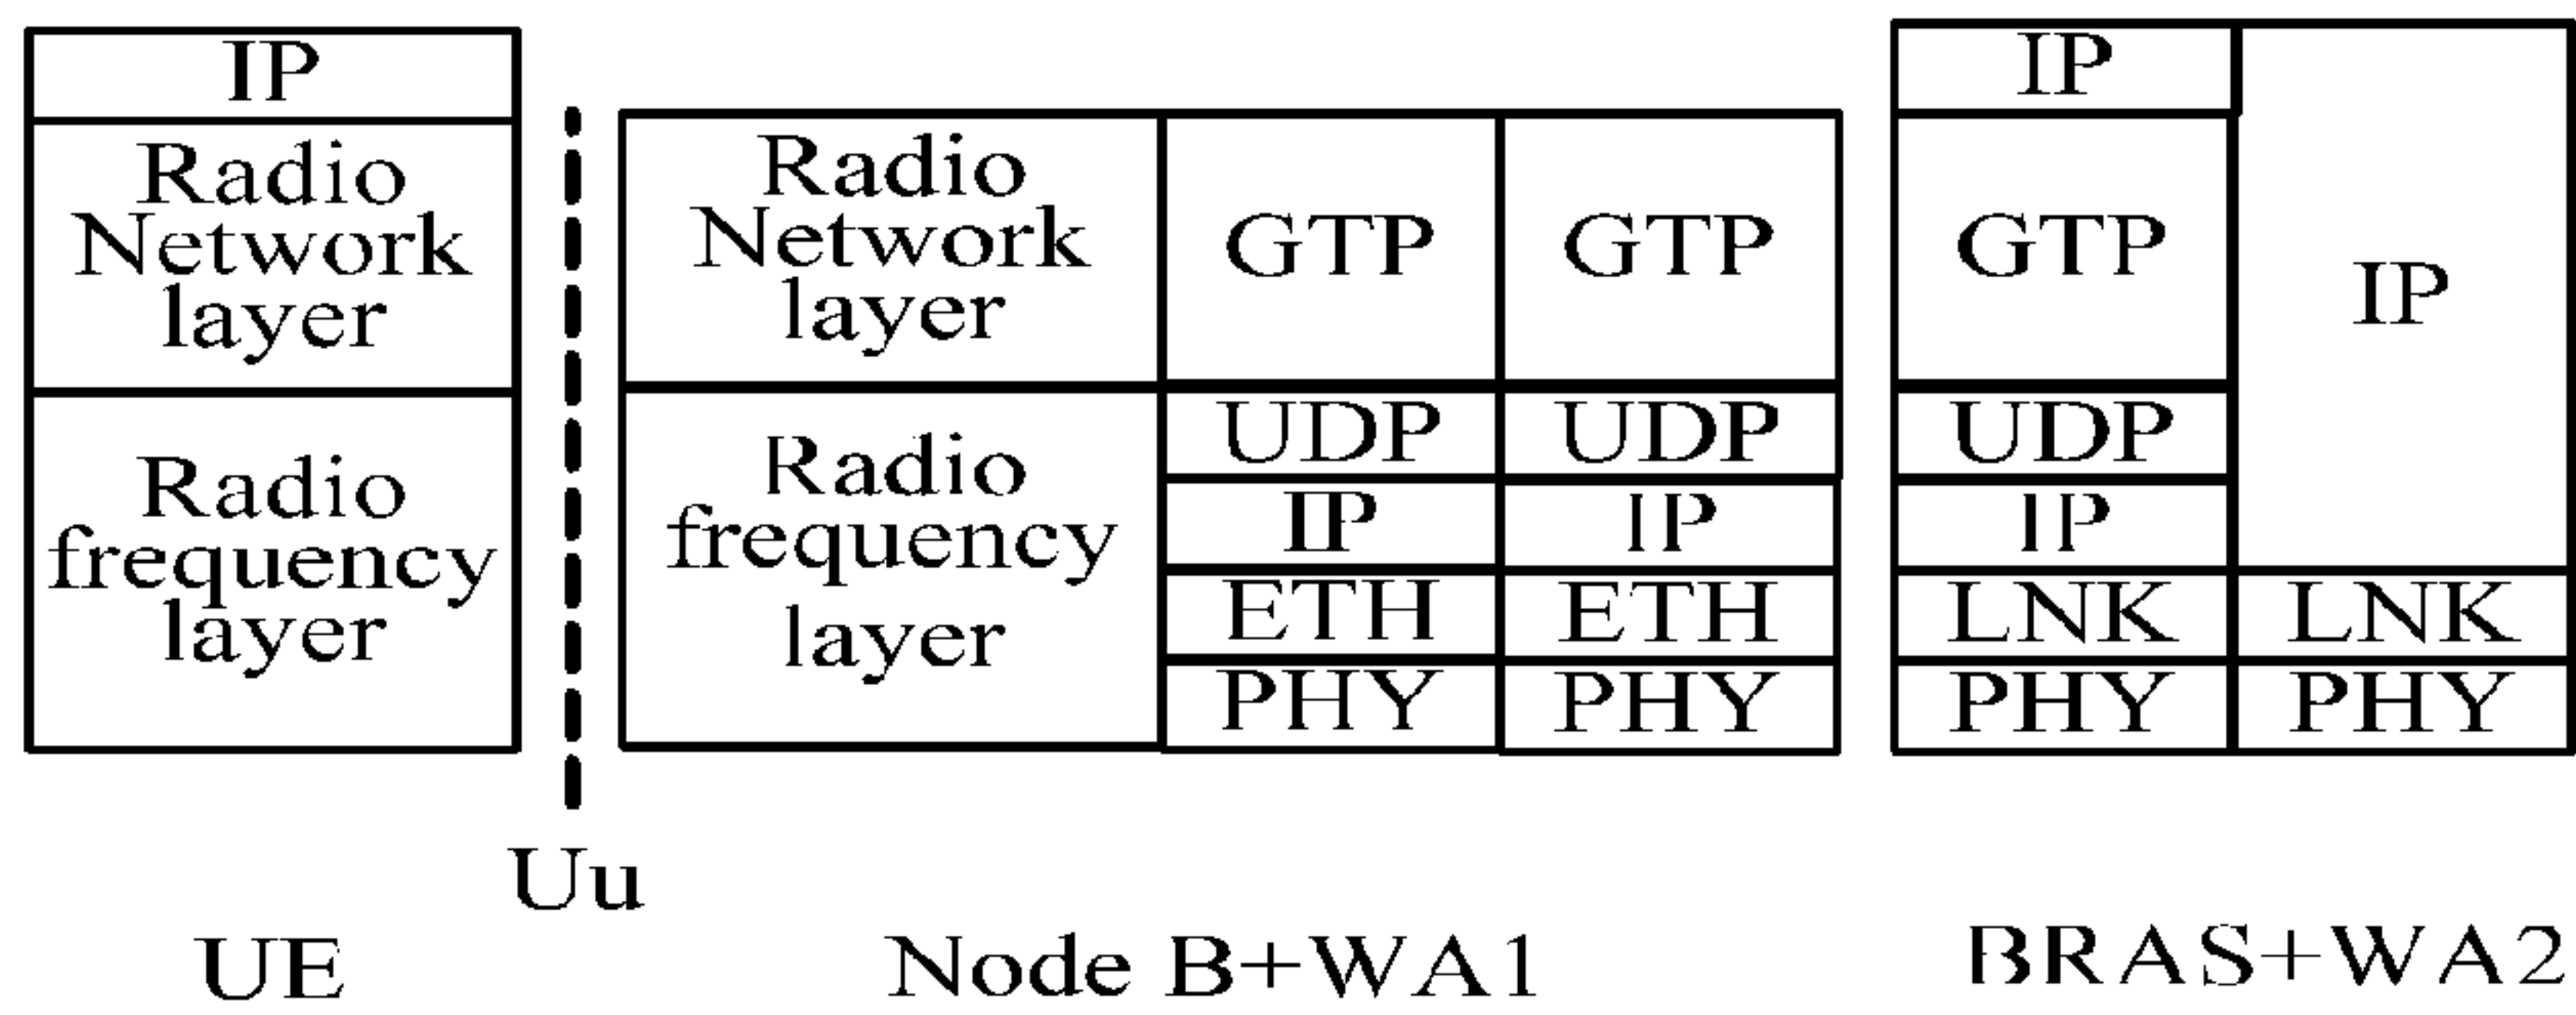 IP
Radio
Network
layer
Radio
frequency
layer
UE
Uu
Radio
Network
layer
Radio
frequency
layer
GTP
UDP
IP
ETH
PHY
GTP
UDP
IP
ETH
PHY
Node B+WA1
IP
GTP
UDP
IP
LNK
PHY
IP
LNK
PHY
BRAS+WA2